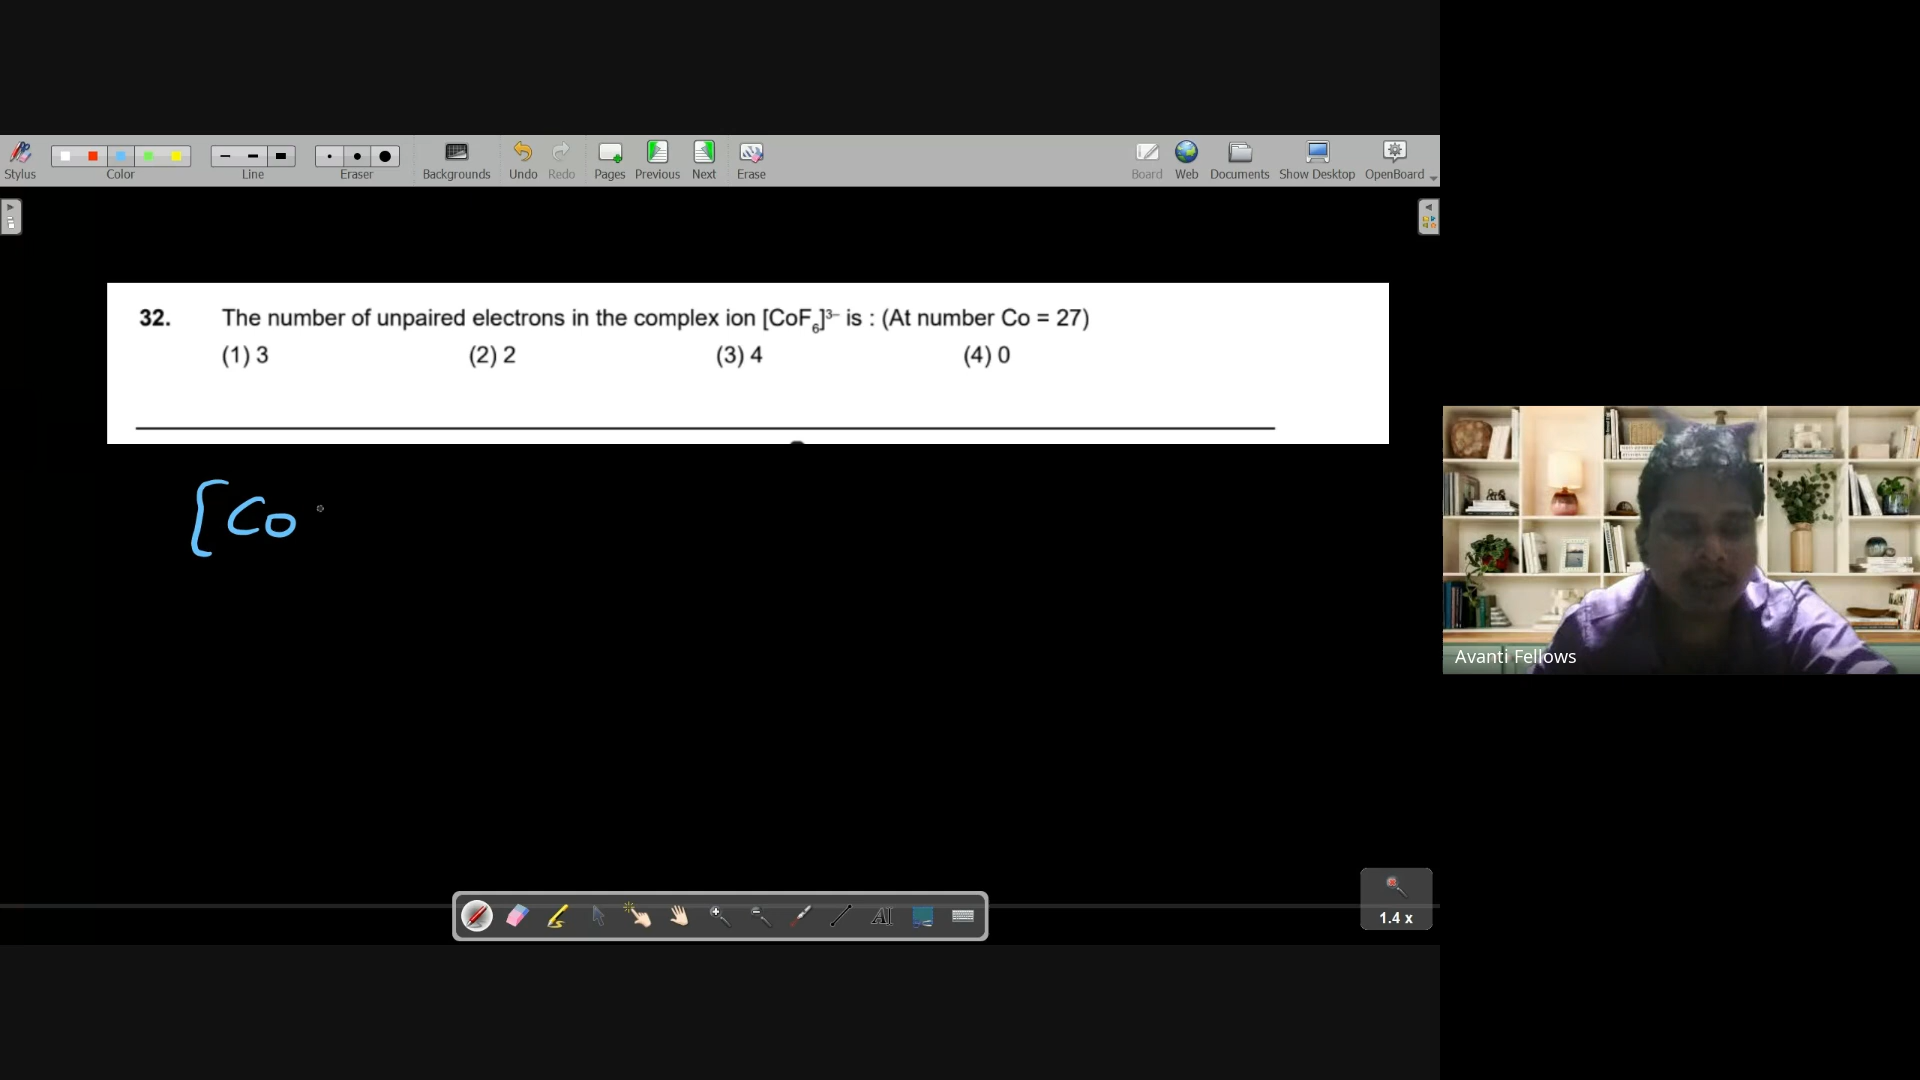 Stylus Color Line Eraser Backgrounds Undo Redo Pages Previous Next Erase Board Web Documents Show Desktop OpenBoard
32. The number of unpaired electrons in the complex ion [CoF₆]³⁻ is : (At number Co = 27)
(1) 3 (2) 2 (3) 4 (4) 0
[Co
Avanti Fellows
AI
1.4 x